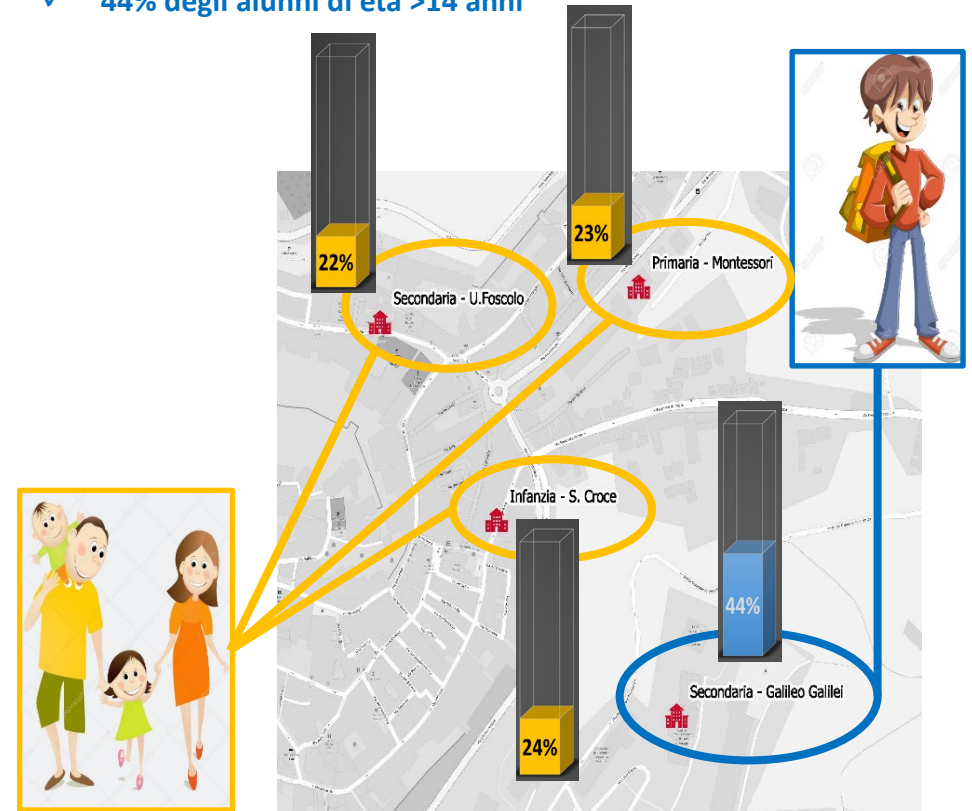 44% degli alunni di età >14 anni
22%
23%
Secondaria - U.Foscolo
Primaria - Montessori
Infanzia - S. Croce
44%
Secondaria - Galileo Galilei
24%